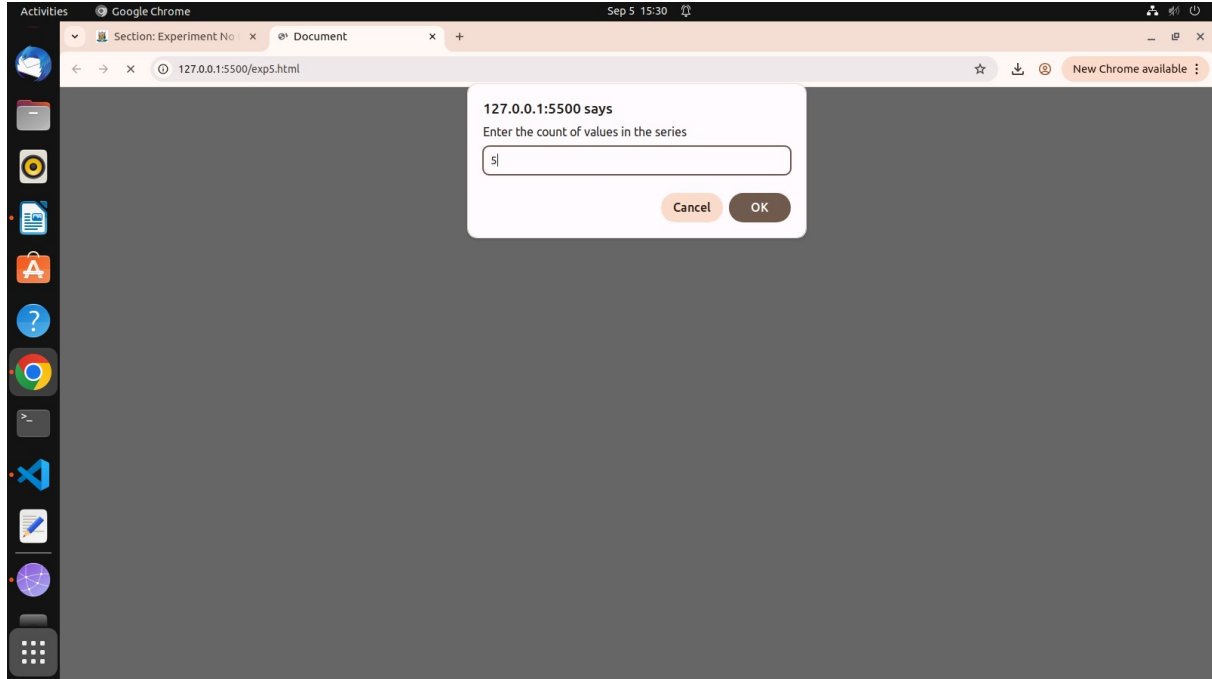 Activities Google Chrome Sep 5 15:30
Section: Experiment No Document
127.0.0.1:5500/exp5.html New Chrome available
127.0.0.1:5500 says
Enter the count of values in the series
5
Cancel OK